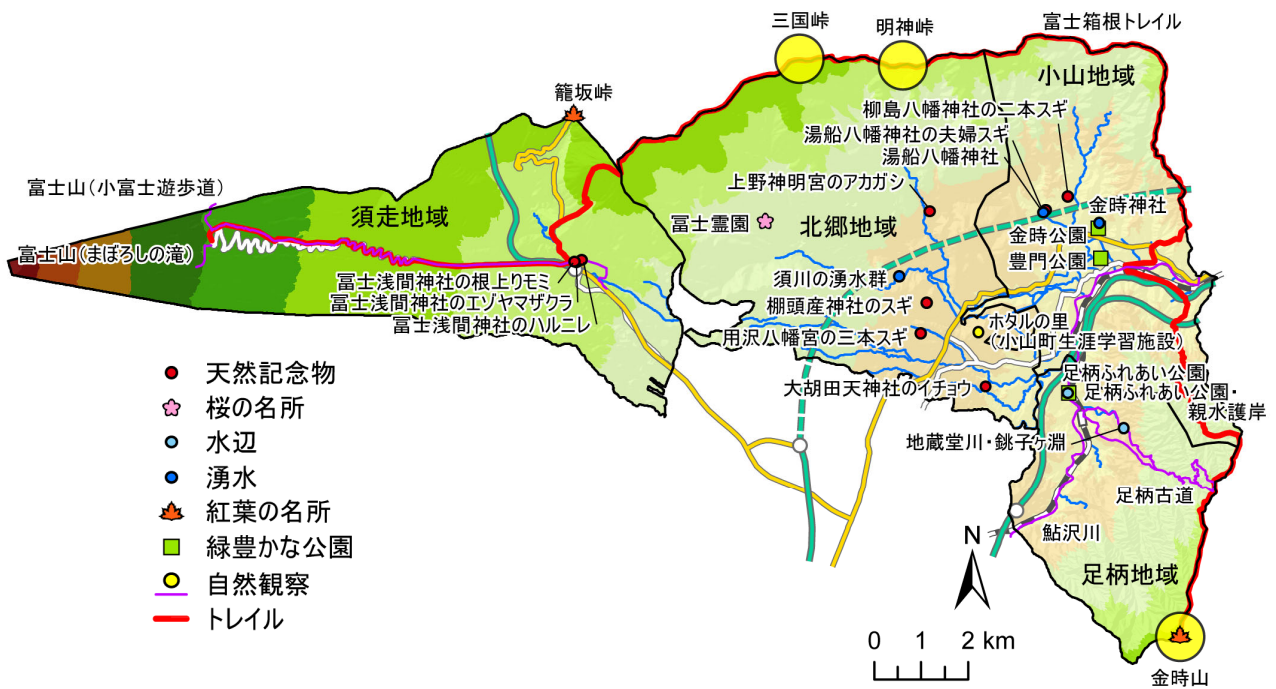 三国峠
明神峠
富士箱根トレイル
籠坂峠
小山地域
柳島八幡神社の二本スギ
湯船八幡神社の夫婦スギ
湯船八幡神社
上野神明宮のアカガシ
富士山(小富士遊歩道)
須走地域
冨士霊園
北郷地域
金時神社
金時公園
豊門公園
富士山(まぼろしの滝)
冨士浅間神社の根上りモミ
冨士浅間神社のエゾヤマザクラ
冨士浅間神社のハルニレ
須川の湧水群
棚頭産神社のスギ
用沢八幡宮の三本スギ
ホタルの里
(小山町生涯学習施設)
大胡田天神社のイチョウ
足柄ふれあい公園
足柄ふれあい公園・
親水護岸
地蔵堂川・銚子ヶ淵
足柄古道
鮎沢川
足柄地域
金時山
天然記念物
桜の名所
水辺
湧水
紅葉の名所
緑豊かな公園
自然観察
トレイル
N
0 1 2 km